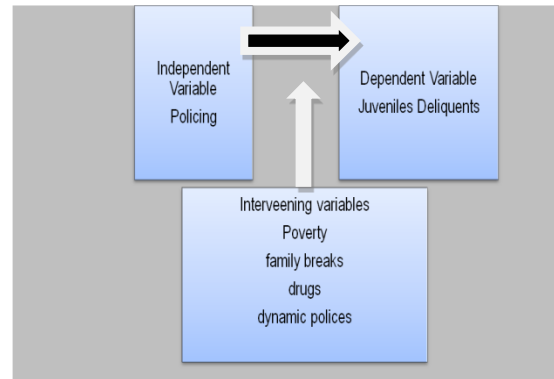 Independent
Variable
Policing
Dependent Variable
Juveniles Deliquents
Interveening variables
Poverty
family breaks
drugs
dynamic polices